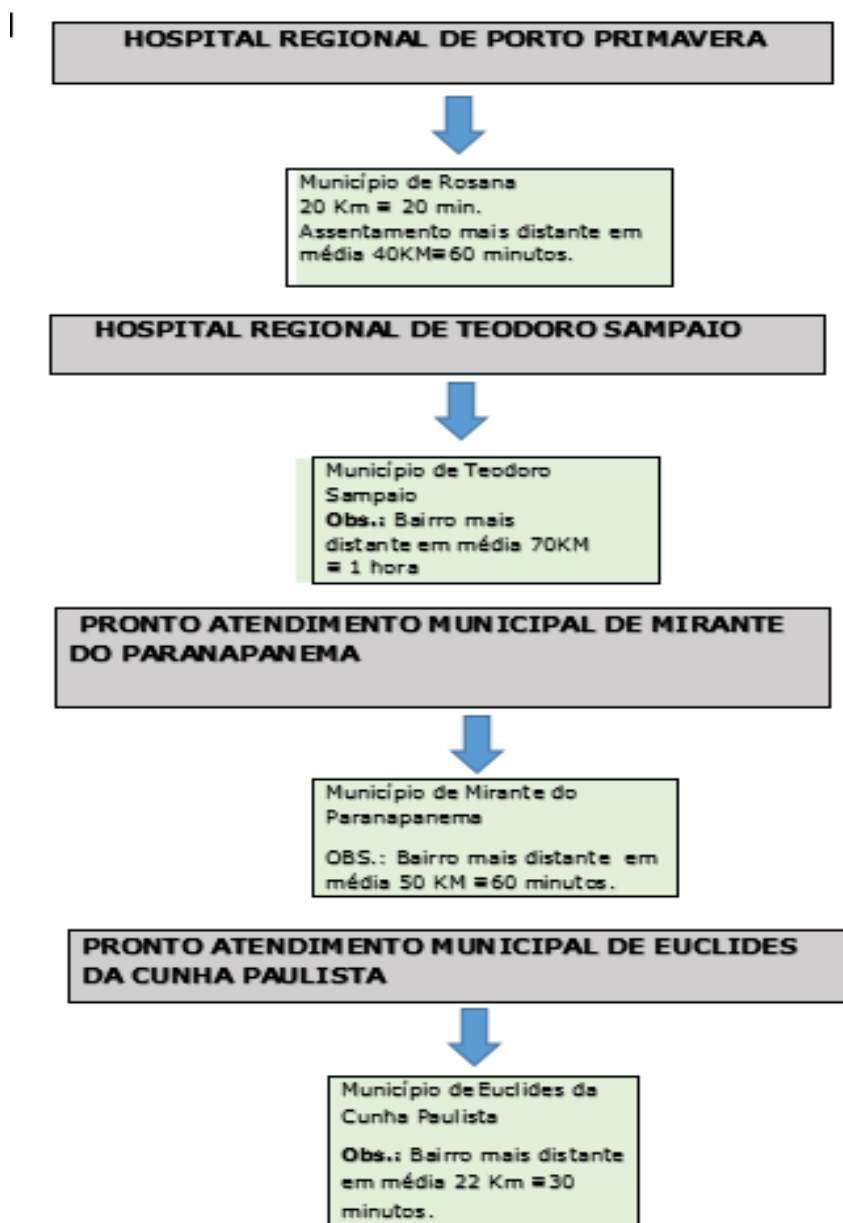 HOSPITAL REGIONAL DE PORTO PRIMAVERA
Município de Rosana
20 Km = 20 min.
Assentamento mais distante em
média 40KM=60 minutos.
HOSPITAL REGIONAL DE TEODORO SAMPAIO
Município de Teodoro
Sampaio
Obs.: Bairro mais
distante em média 70KM
= 1 hora
PRONTO ATENDIMENTO MUNICIPAL DE MIRANTE
DO PARANAPANEMA
Município de Mirante do
Paranapanema
OBS.: Bairro mais distante em
média 50 KM =60 minutos.
PRONTO ATENDIMENTO MUNICIPAL DE EUCLIDES
DA CUNHA PAULISTA
Município de Euclides da
Cunha Paulista
Obs.: Bairro mais distante
em média 22 Km =30
minutos.